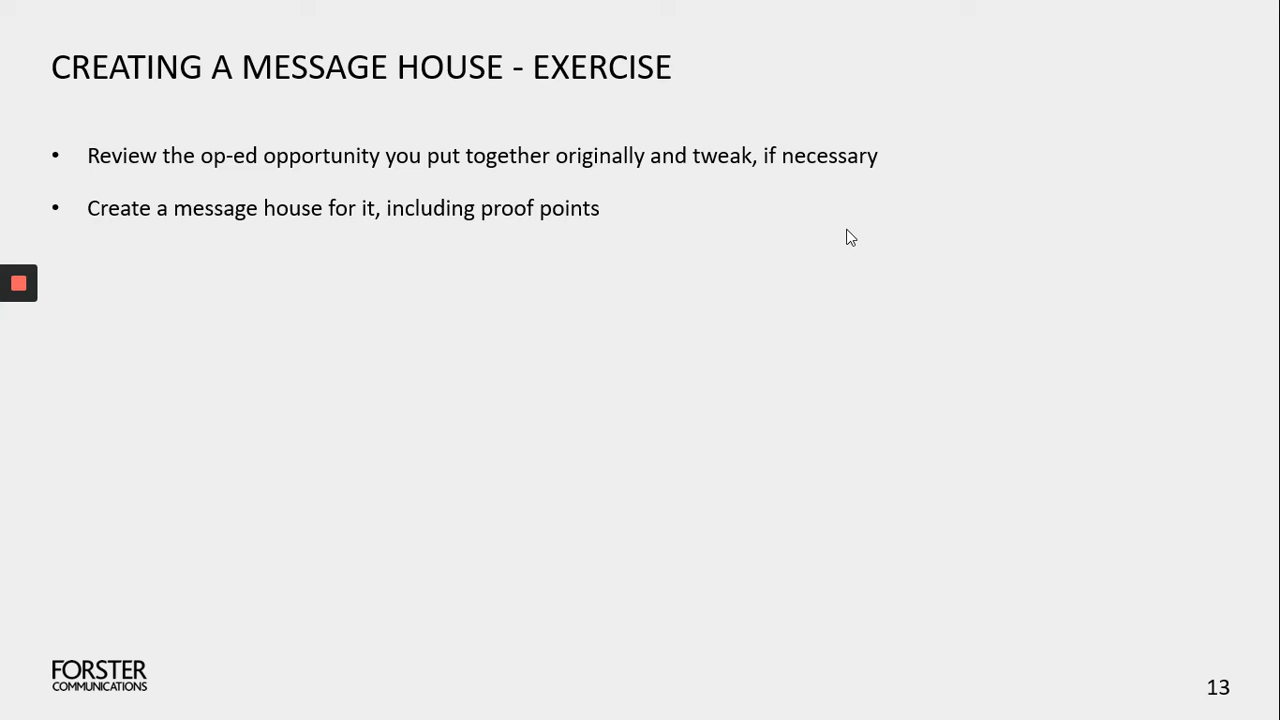 CREATING A MESSAGE HOUSE - EXERCISE
• Review the op-ed opportunity you put together originally and tweak, if necessary
• Create a message house for it, including proof points
FORSTER
COMMUNICATIONS
13